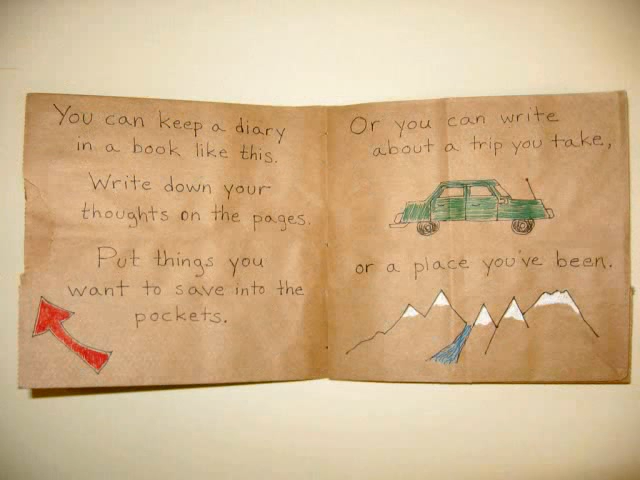 You can keep a diary
in a book like this.
Write down your
thoughts on the pages.
Put things you
want to save into the
pockets.
Or you can write
about a trip you take,
or a place you've been.